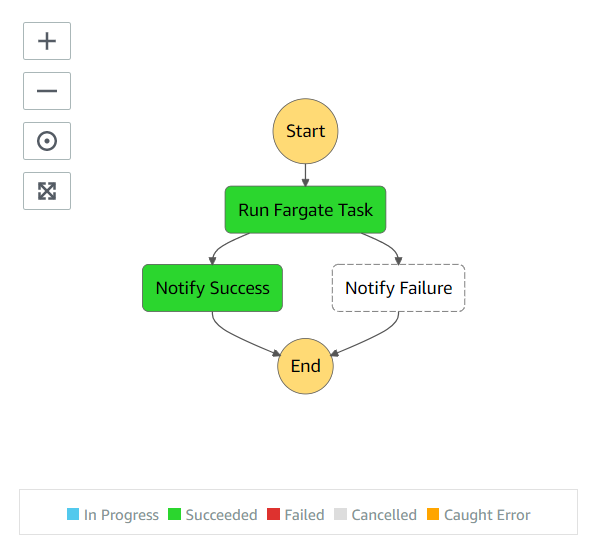 Start
Run Fargate Task
Notify Success Notify Failure
End
In Progress Succeeded Failed Cancelled Caught Error